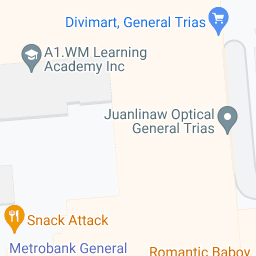 Divimart, General Trias
A1.WM Learning
Academy Inc
Juanlinaw Optical
General Trias
Snack Attack
Metrobank General
Romantic Baboy